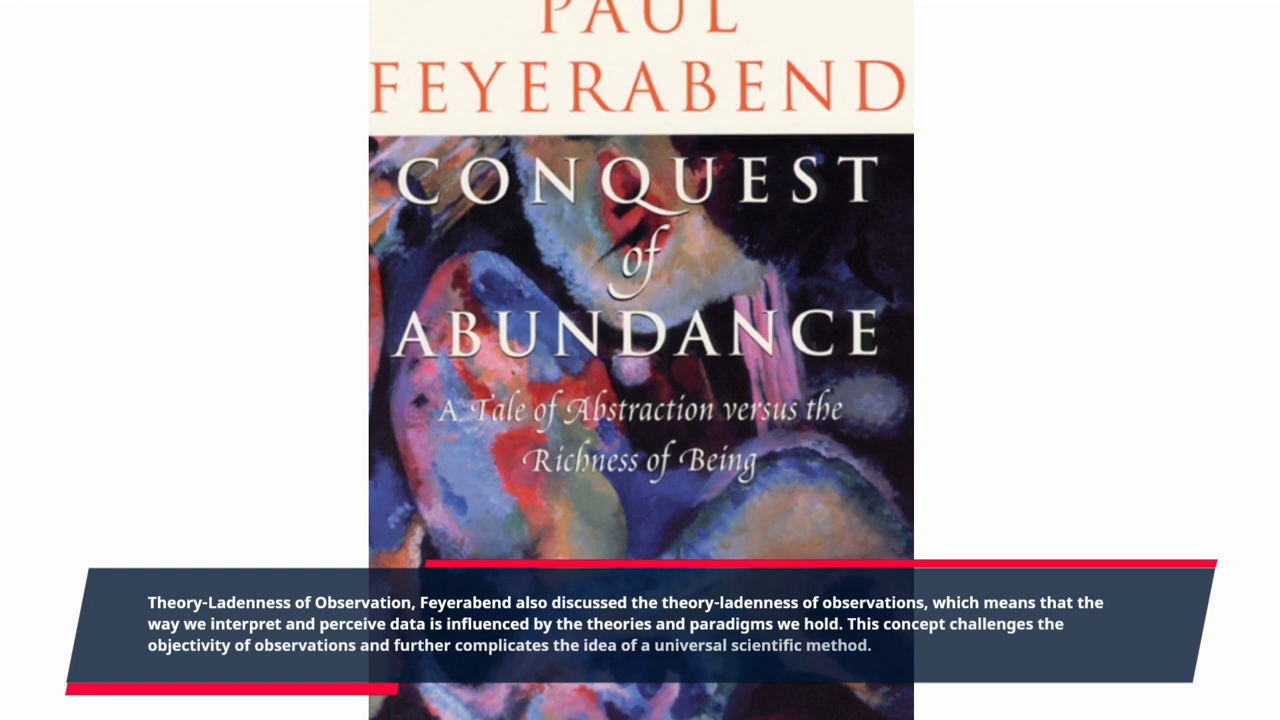 PAUL
FEYERABEND
CONQUEST
of
ABUNDANCE
A Tale of Abstraction versus the
Richness of Being
Theory-Ladenness of Observation, Feyerabend also discussed the theory-ladenness of observations, which means that the
way we interpret and perceive data is influenced by the theories and paradigms we hold. This concept challenges the
objectivity of observations and further complicates the idea of a universal scientific method.